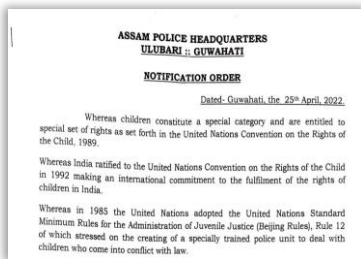 ASSAM POLICE HEADQUARTERS
ULUBARI :: GUWAHATI
NOTIFICATION ORDER
Dated- Guwahati, the 25th April, 2022.
Whereas children constitute a special category and are entitled to
special set of rights as set forth in the United Nations Convention on the Rights of
the Child, 1989.
Whereas India ratified to the United Nations Convention on the Rights of the Child
in 1992 making an international commitment to the fulfilment of the rights of
children in India.
Whereas in 1985 the United Nations adopted the United Nations Standard
Minimum Rules for the Administration of Juvenile Justice (Beijing Rules), Rule 12
of which stressed on the creating of a specially trained police unit to deal with
children who come into conflict with law.